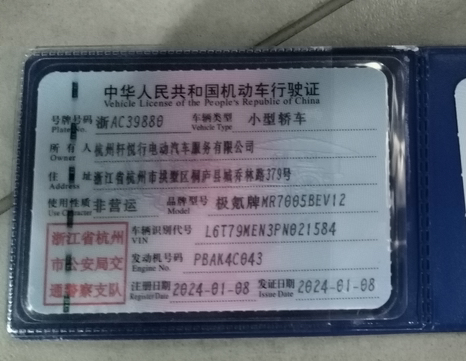 中华人民共和国机动车行驶证
Vehicle License of the People's Republic of China
号牌号码 浙AC39880 车辆类型 小型轿车
Plate No. Vehicle Type
所有人 杭州轩悦行电动汽车服务有限公司
Owner
住址 浙江省杭州市拱墅区桐庐县城香林路379号
Address
使用性质 非营运 品牌型号 极氪牌MR7005BEV12
Use Character Model
浙江省杭州
市公安局交
通警察支队
车辆识别代号 L6T79MEN3PN021584
VIN
发动机号码 PBAK4C043
Engine No.
注册日期 2024-01-08 发证日期 2024-01-08
Register Date Issue Date